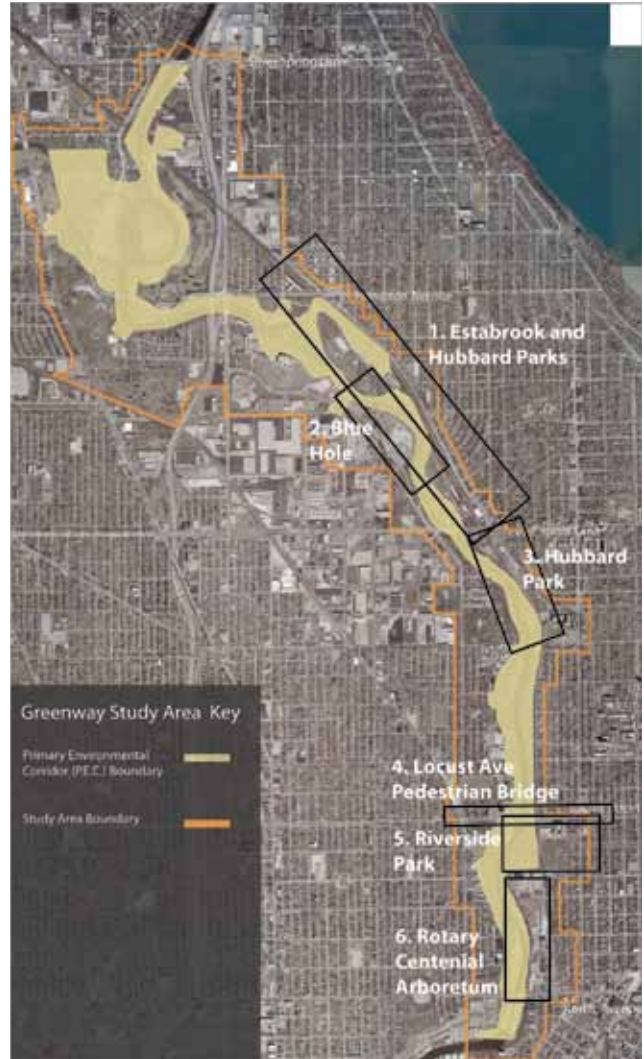 1. Estabrook and
Hubbard Parks
2. Blue
Hole
3. Hubbard
Park
Greenway Study Area Key
Primary Environmental
Corridor (P.E.C.) Boundary
Study Area Boundary
4. Locust Ave
Pedestrian Bridge
5. Riverside
Park
6. Rotary
Centenial
Arboretum